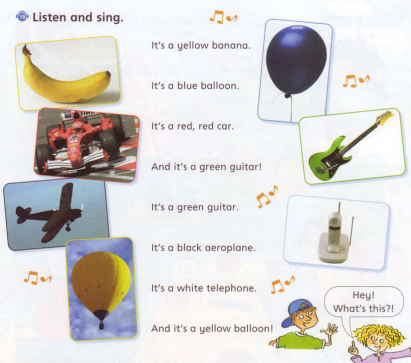 Listen and sing.
It's a yellow banana.
It's a blue balloon.
It's a red, red car.
And it's a green guitar!
It's a green guitar.
It's a black aeroplane.
It's a white telephone.
And it's a yellow balloon!
Hey!
What's this?!